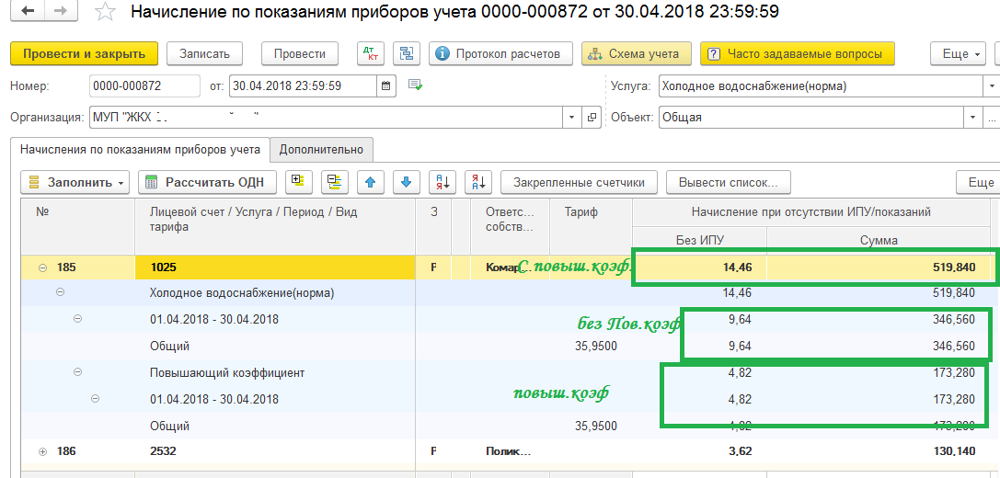 Начисление по показаниям приборов учета 0000-000872 от 30.04.2018 23:59:59
Провести и закрыть Записать Провести Дт Кт Протокол расчетов Схема учета ? Часто задаваемые вопросы Еще
Номер: 0000-000872 от: 30.04.2018 23:59:59 Услуга: Холодное водоснабжение(норма)
Организация: МУП "ЖКХ " Объект: Общая ...
Начисления по показаниям приборов учета Дополнительно
Заполнить Рассчитать ОДН А Я Я А Закрепленные счетчики Вывести список... Еще
№ Лицевой счет / Услуга / Период / Вид тарифа З Ответс... собств... Тариф Начисление при отсутствии ИПУ/показаний
Без ИПУ Сумма
185 1025 Р Комар... С повыш.коэф. 14,46 519,840
Холодное водоснабжение(норма) 14,46 519,840
01.04.2018 - 30.04.2018 без Пов.коэф 9,64 346,560
Общий 35,9500 9,64 346,560
Повышающий коэффициент 4,82 173,280
01.04.2018 - 30.04.2018 повыш.коэф 4,82 173,280
Общий 35,9500 4,82 173,280
186 2532 Р Полик... 3,62 130,140